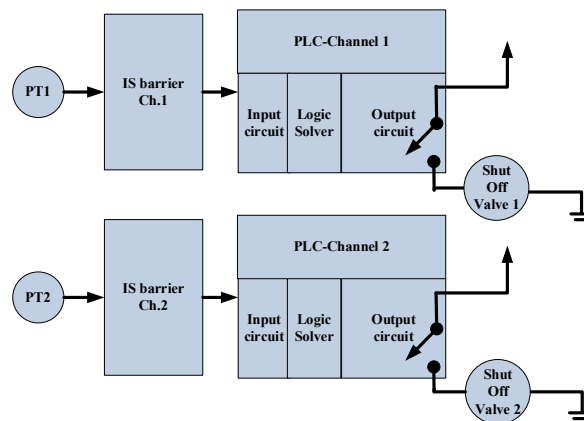 PLC-Channel 1
PT1
IS barrier
Ch.1
Input
circuit
Logic
Solver
Output
circuit
Shut
Off
Valve 1
PLC-Channel 2
PT2
IS barrier
Ch.2
Input
circuit
Logic
Solver
Output
circuit
Shut
Off
Valve 2